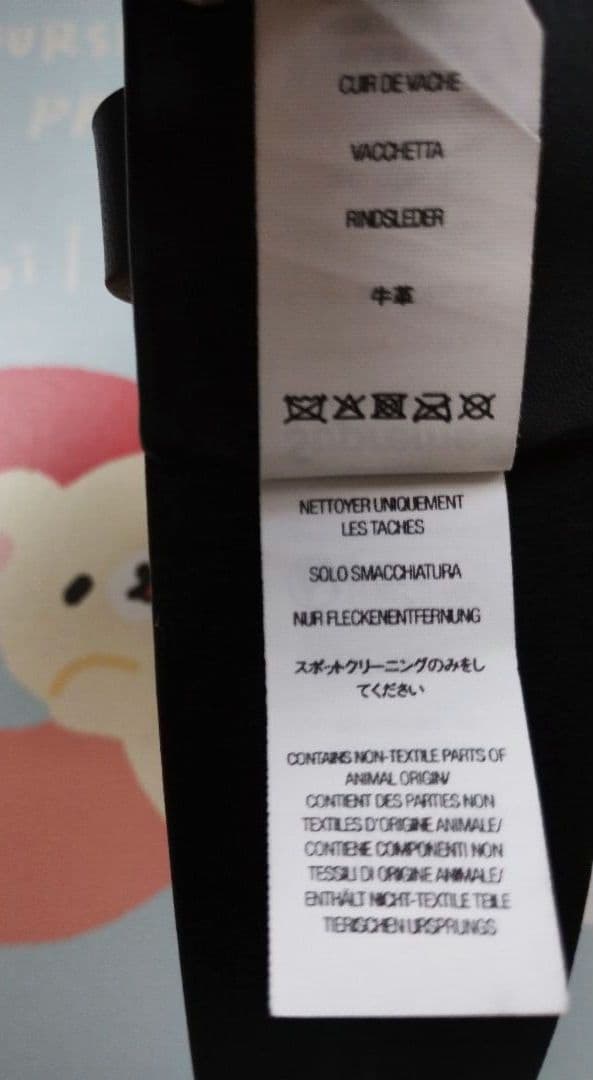 CUIR DE VACHE
VACCHETTA
RINDSLEDER
牛革
NETTOYER UNIQUEMENT
LES TACHES
SOLO SMACCHIATURA
NUR FLECKENENTFERNUNG
スポットクリーニングのみをし
てください
CONTAINS NON-TEXTILE PARTS OF
ANIMAL ORIGIN/
CONTIENT DES PARTIES NON
TEXTILES D'ORIGINE ANIMALE/
CONTIENE COMPONENTI NON
TESSILI DI ORIGINE ANIMALE/
ENTHÄLT NICHT-TEXTILE TEILE
TIERISCHEN URSPRUNGS